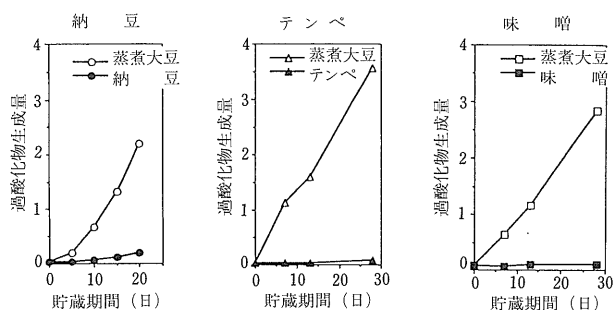 納豆
4
3
2
1
0
過酸化物生成量
蒸煮大豆
納豆
0 10 20
貯蔵期間（日）
テンペ
4
3
2
1
0
過酸化物生成量
蒸煮大豆
テンペ
0 10 20 30
貯蔵期間（日）
味噌
4
3
1
0
過酸化物生成量
蒸煮大豆
味噌
0 10 20 30
貯蔵期間（日）